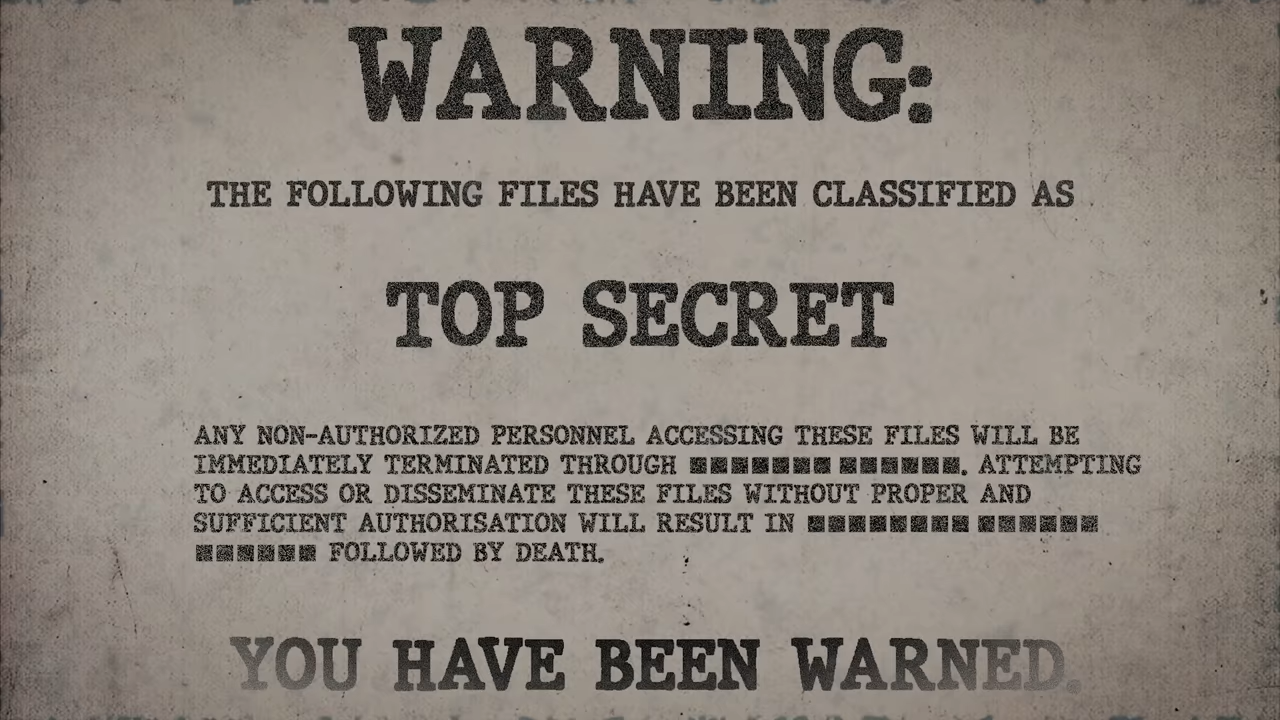 WARNING:
THE FOLLOWING FILES HAVE BEEN CLASSIFIED AS
TOP SECRET
ANY NON-AUTHORIZED PERSONNEL ACCESSING THESE FILES WILL BE
IMMEDIATELY TERMINATED THROUGH ■■■■■■■ ■■■■■■. ATTEMPTING
TO ACCESS OR DISSEMINATE THESE FILES WITHOUT PROPER AND
SUFFICIENT AUTHORISATION WILL RESULT IN ■■■■■■■■ ■■■■■■
■■■■■■ FOLLOWED BY DEATH.
YOU HAVE BEEN WARNED.